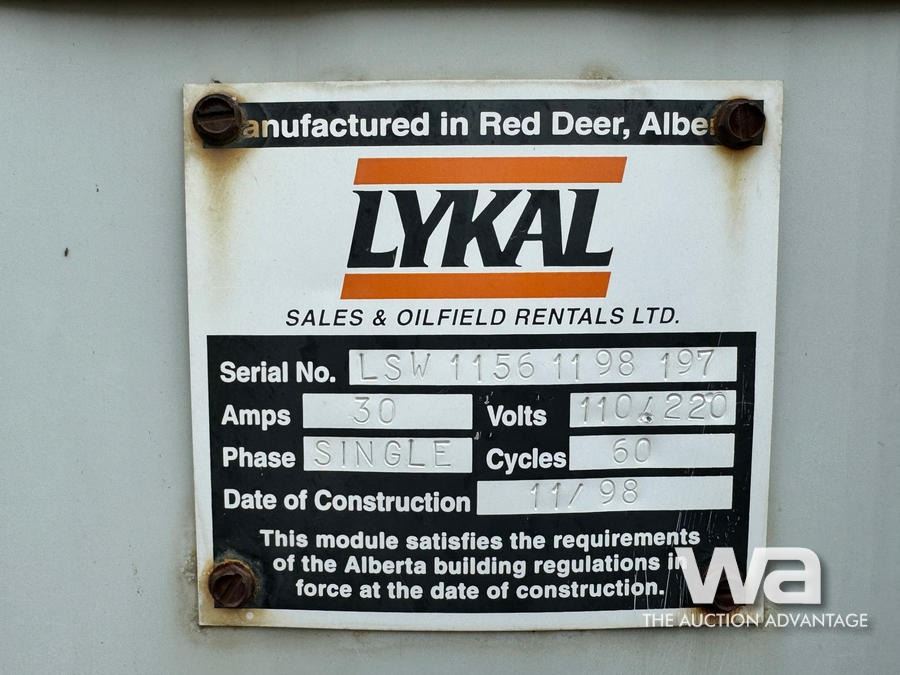 anufactured in Red Deer, Albe
LYKAL
SALES & OILFIELD RENTALS LTD.
Serial No. LSW 1156 11 98 197
Amps 30 Volts 110/220
Phase SINGLE Cycles 60
Date of Construction 11/98
This module satisfies the requirements
of the Alberta building regulations in
force at the date of construction.
wa
THE AUCTION ADVANTAGE